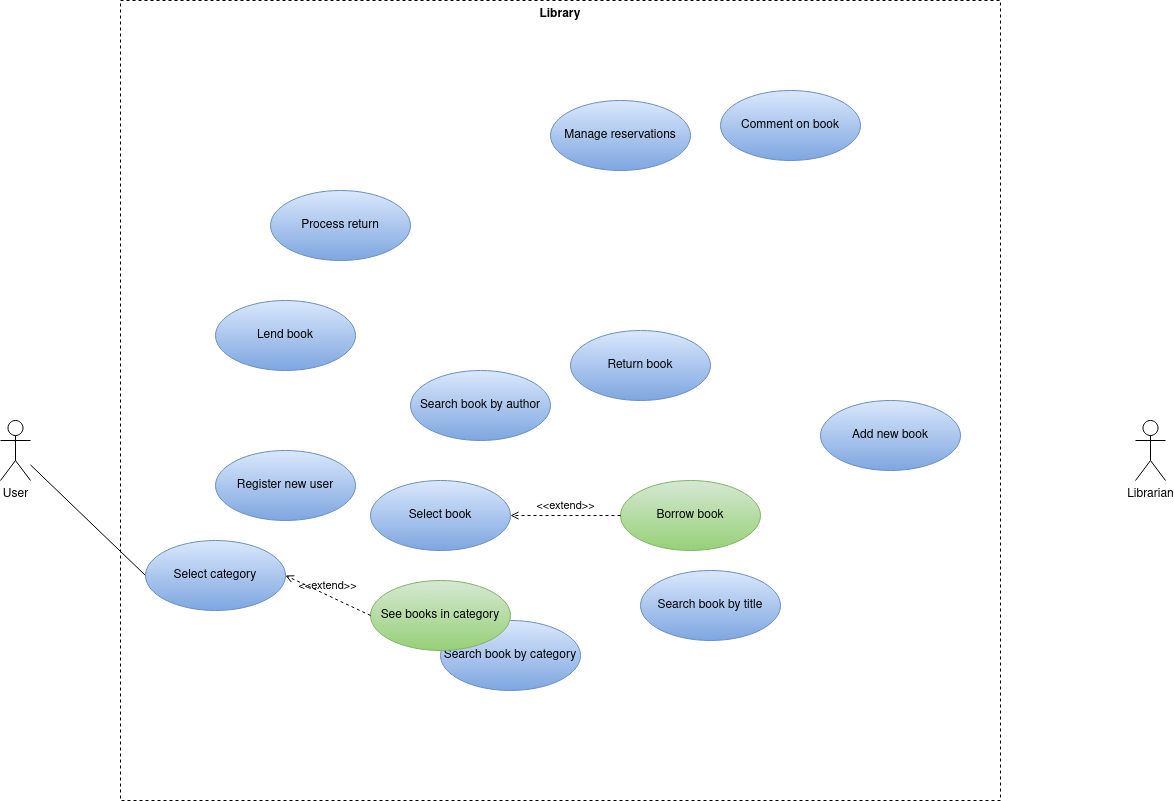 Library
Comment on book
Manage reservations
Process return
Lend book
Return book
Search book by author
Add new book
Register new user
User
Librarian
Select book
<<extend>>
Borrow book
Select category
<<extend>>
See books in category
Search book by title
Search book by category